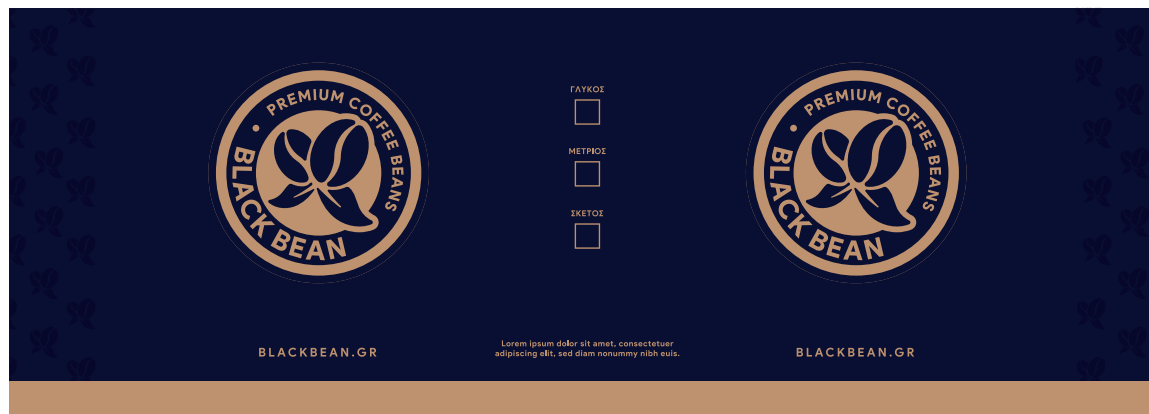 PREMIUM COFFEE BEANS
BLACK BEAN
BLACKBEAN.GR
ΓΛΥΚΟΣ
ΜΕΤΡΙΟΣ
ΣΚΕΤΟΣ
Lorem ipsum dolor sit amet, consectetuer
adipiscing elit, sed diam nonummy nibh euis.
PREMIUM COFFEE BEANS
BLACK BEAN
BLACKBEAN.GR